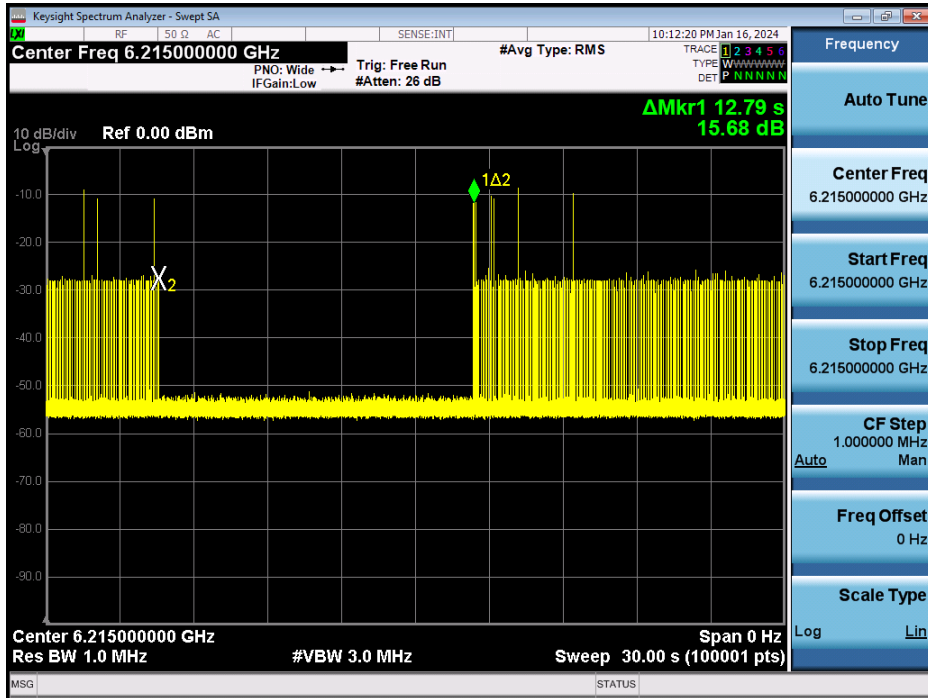 Keysight Spectrum Analyzer - Swept SA
LXI RF 50 Ω AC SENSE:INT 10:12:20 PM Jan 16, 2024
Center Freq 6.215000000 GHz
#Avg Type: RMS
TRACE 1 2 3 4 5 6
PNO: Wide
Trig: Free Run
TYPE WWWWWW
IFGain:Low
#Atten: 26 dB
DET P N N N N N
ΔMkr1 12.79 s
15.68 dB
10 dB/div Ref 0.00 dBm
Log
1Δ2
-10.0
-20.0
X2
-30.0
-40.0
-50.0
-60.0
-70.0
-80.0
-90.0
Center 6.215000000 GHz Span 0 Hz
Res BW 1.0 MHz #VBW 3.0 MHz Sweep 30.00 s (100001 pts)
MSG STATUS
Frequency
Auto Tune
Center Freq
6.215000000 GHz
Start Freq
6.215000000 GHz
Stop Freq
6.215000000 GHz
CF Step
1.000000 MHz
Auto Man
Freq Offset
0 Hz
Scale Type
Log Lin